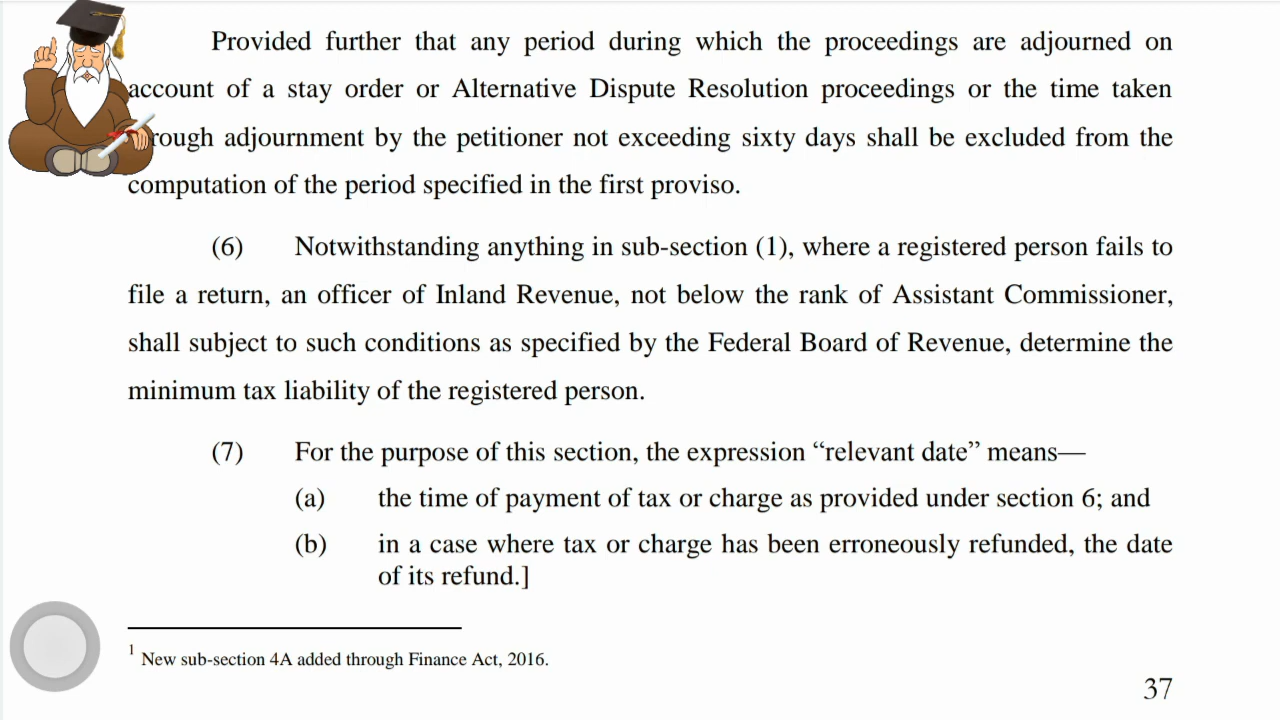 Provided further that any period during which the proceedings are adjourned on
account of a stay order or Alternative Dispute Resolution proceedings or the time taken
rough adjournment by the petitioner not exceeding sixty days shall be excluded from the
computation of the period specified in the first proviso.
(6) Notwithstanding anything in sub-section (1), where a registered person fails to
file a return, an officer of Inland Revenue, not below the rank of Assistant Commissioner,
shall subject to such conditions as specified by the Federal Board of Revenue, determine the
minimum tax liability of the registered person.
(7) For the purpose of this section, the expression “relevant date” means—
(a) the time of payment of tax or charge as provided under section 6; and
(b) in a case where tax or charge has been erroneously refunded, the date
of its refund.]
1 New sub-section 4A added through Finance Act, 2016.
37